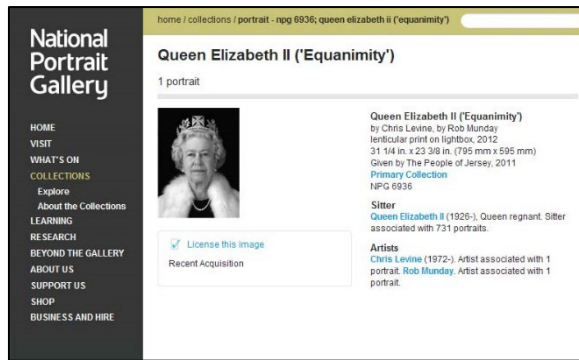 home / collections / portrait - npg 6936; queen elizabeth ii ('equanimity')
National
Portrait
Gallery
HOME
VISIT
WHAT'S ON
COLLECTIONS
Explore
About the Collections
LEARNING
RESEARCH
BEYOND THE GALLERY
ABOUT US
SUPPORT US
SHOP
BUSINESS AND HIRE
Queen Elizabeth II ('Equanimity')
1 portrait
License this image
Recent Acquisition
Queen Elizabeth II ('Equanimity')
by Chris Levine, by Rob Munday
lenticular print on lightbox, 2012
31 1/4 in. x 23 3/8 in. (795 mm x 595 mm)
Given by The People of Jersey, 2011
Primary Collection
NPG 6936
Sitter
Queen Elizabeth II (1926-), Queen regnant. Sitter
associated with 731 portraits.
Artists
Chris Levine (1972-). Artist associated with 1
portrait. Rob Munday. Artist associated with 1
portrait.